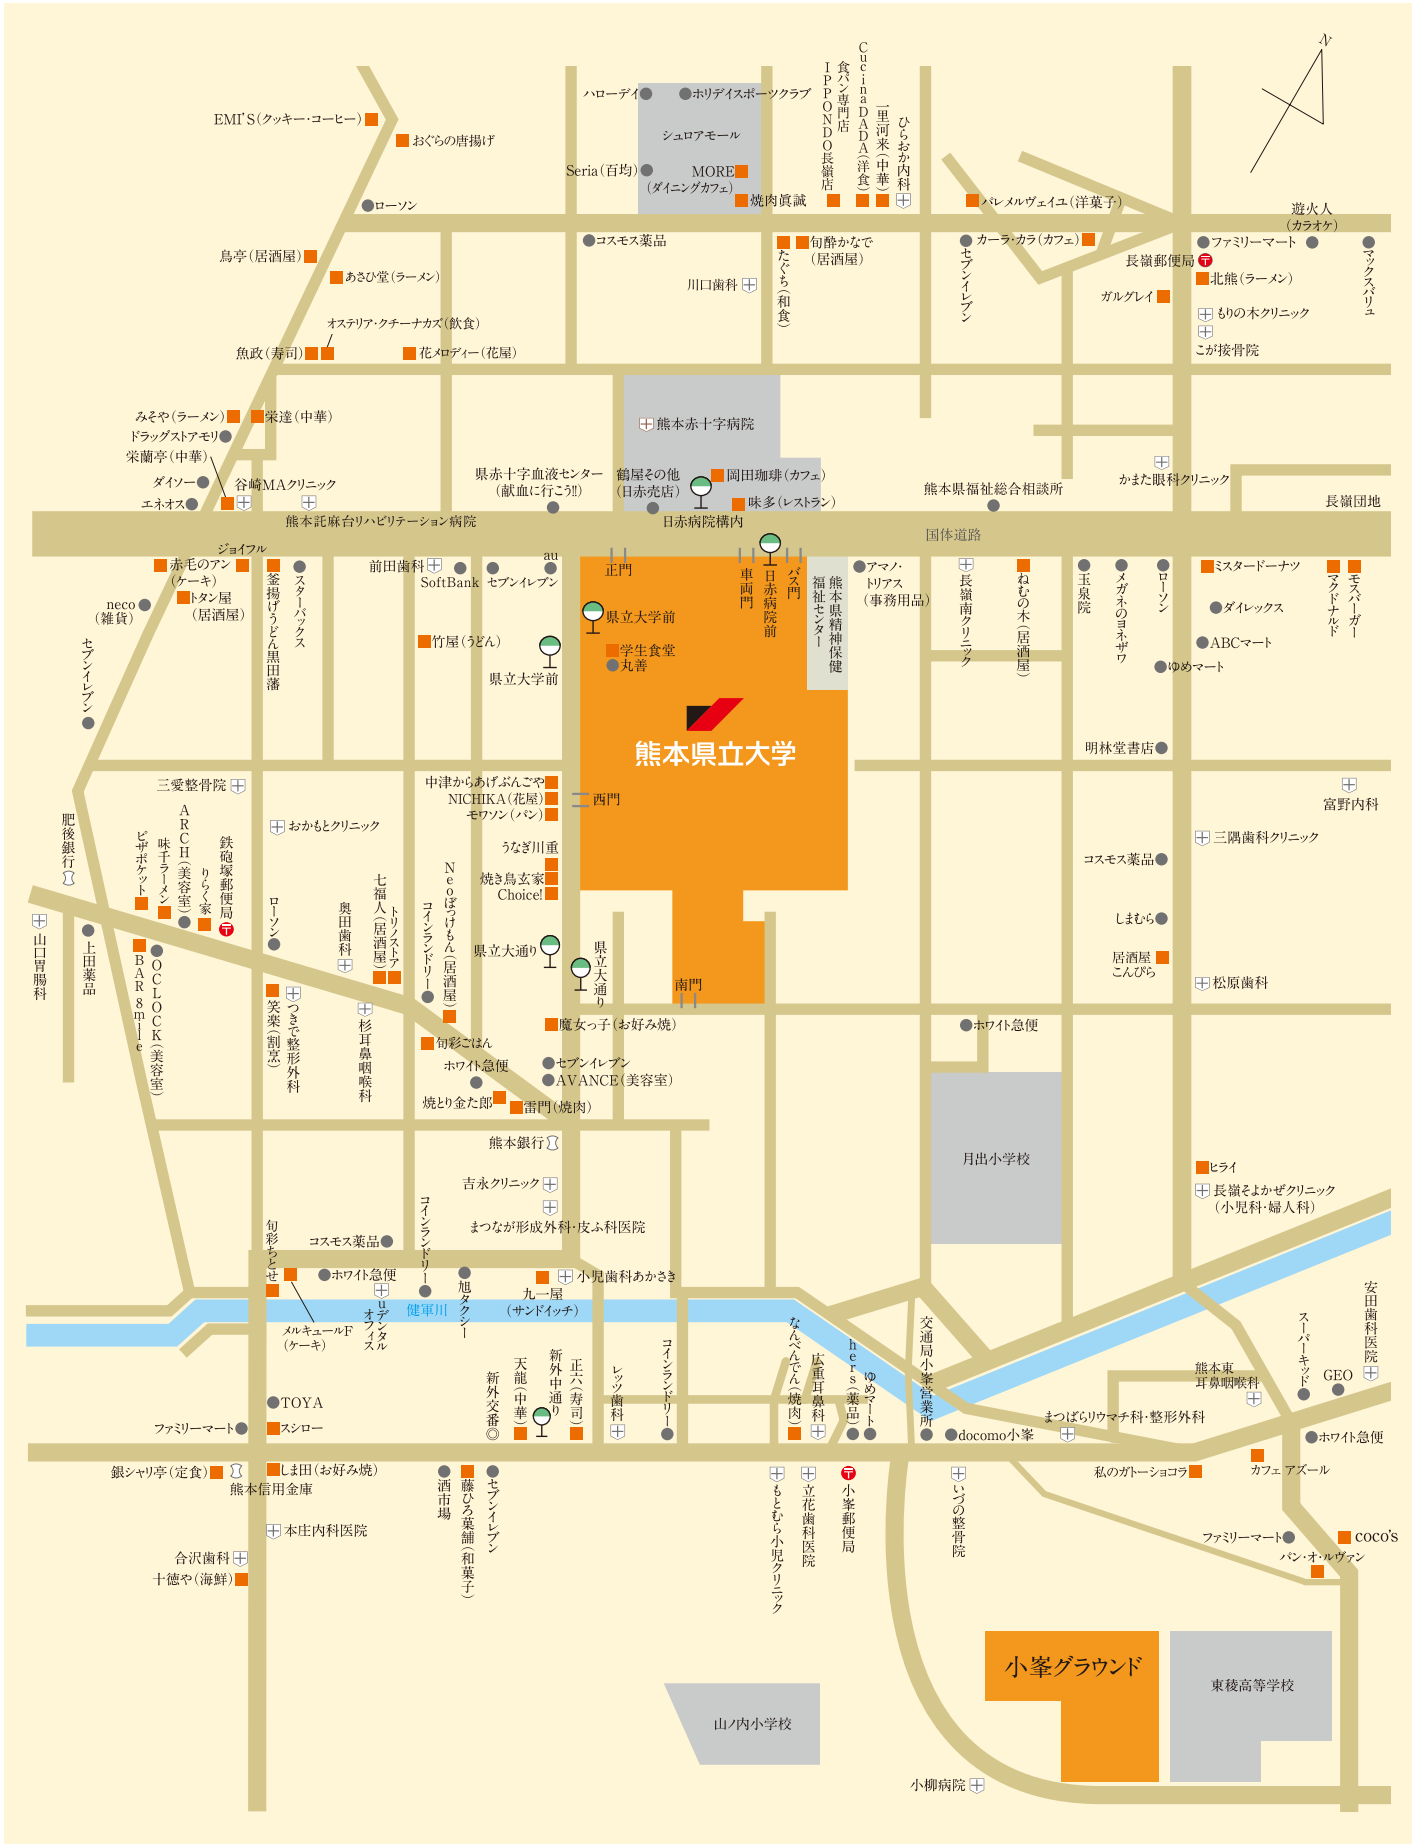 N
EMI'S（クッキー・コーヒー）
おぐらの唐揚げ
ローソン
ハローデイ
ホリデイスポーツクラブ
シュロアモール
Seria（百均）
MORE
（ダイニングカフェ）
焼肉眞誠
食パン専門店
IPPONDO長嶺店
CucinaDADA（洋食）
一里河来（中華）
ひらおか内科
パレメルヴェイユ（洋菓子）
遊火人
（カラオケ）
コスモス薬品
たぐち（和食）
旬酔かなで
（居酒屋）
セブンイレブン
カーラ・カラ（カフェ）
ファミリーマート
マックスバリュ
長嶺郵便局
北熊（ラーメン）
ガルグレイ
もりの木クリニック
こが接骨院
川口歯科
鳥亭（居酒屋）
あさひ堂（ラーメン）
オステリア・クチーナカズ（飲食）
魚政（寿司）
花メロディー（花屋）
みそや（ラーメン）
栄達（中華）
ドラッグストアモリ
栄蘭亭（中華）
ダイソー
谷崎MAクリニック
エネオス
熊本託麻台リハビリテーション病院
熊本赤十字病院
県赤十字血液センター
（献血に行こう!!）
鶴屋その他
（日赤売店）
岡田珈琲（カフェ）
味多（レストラン）
日赤病院構内
熊本県福祉総合相談所
かまた眼科クリニック
長嶺団地
国体道路
ジョイフル
赤毛のアン
（ケーキ）
トタン屋
（居酒屋）
neco
（雑貨）
釜揚げうどん黒田藩
スターバックス
前田歯科
SoftBank
セブンイレブン
au
正門
車両門
日赤病院前
バス門
熊本県精神保健
福祉センター
アマノ・
トリアス
（事務用品）
長嶺南クリニック
ねむの木（居酒屋）
玉泉院
メガネのヨネザワ
ローソン
ミスタードーナツ
マクドナルド
モスバーガー
ダイレックス
ABCマート
ゆめマート
セブンイレブン
竹屋（うどん）
県立大学前
県立大学前
学生食堂
丸善
熊本県立大学
明林堂書店
富野内科
三愛整骨院
中津からあげぶんごや
NICHIKA（花屋）
モワソン（パン）
西門
うなぎ川重
焼き鳥玄家
Choice!
おかもとクリニック
三隅歯科クリニック
コスモス薬品
しまむら
居酒屋
こんぴら
松原歯科
肥後銀行
ピザポケット
味千ラーメン
ARCH（美容室）
りらく家
鉄砲塚郵便局
ローソン
奥田歯科
七福人（居酒屋）
トリノストア
コインランドリー
Neoぼっけもん（居酒屋）
県立大通り
県立大通り
南門
山口胃腸科
上田薬品
BAR8mile
OCLOCK（美容室）
笑楽（割烹）
つきで整形外科
杉耳鼻咽喉科
旬彩ごはん
ホワイト急便
魔女っ子（お好み焼）
セブンイレブン
AVANCE（美容室）
焼とり金た郎
雷門（焼肉）
ホワイト急便
熊本銀行
吉永クリニック
まつなが形成外科・皮ふ科医院
月出小学校
ヒライ
長嶺そよかぜクリニック
（小児科・婦人科）
旬彩ちとせ
コスモス薬品
ホワイト急便
uデンタル
オフィス
コインランドリー
健軍川
旭タクシー
九一屋
（サンドイッチ）
小児歯科あかさき
メルキュールF
（ケーキ）
TOYA
スシロー
ファミリーマート
新外交番
天龍（中華）
新外中通り
正六（寿司）
レッツ歯科
コインランドリー
なんべんでん（焼肉）
広重耳鼻科
hers（薬品）
ゆめマート
交通局小峯営業所
docomo小峯
まつばらリウマチ科・整形外科
熊本東
耳鼻咽喉科
スーパーキッド
GEO
安田歯科医院
ホワイト急便
銀シャリ亭（定食）
熊本信用金庫
しま田（お好み焼）
本庄内科医院
合沢歯科
十徳や（海鮮）
酒市場
藤ひろ菓舗（和菓子）
セブンイレブン
もとむら小児クリニック
立花歯科医院
小峯郵便局
いづの整骨院
私のガトーショコラ
カフェ アズール
ファミリーマート
coco's
パン・オ・ルヴァン
小峯グラウンド
東稜高等学校
山ノ内小学校
小柳病院